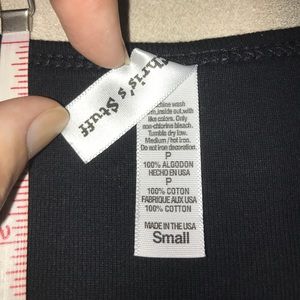 Chris's Stuff
wash
inside out, with
like colors. Only
non-chlorine bleach.
Tumble dry low.
Medium / hot iron.
Do not iron decoration.
P
100% ALGODON
HECHO EN USA
P
100% COTON
FABRIQUE AUX USA
100% COTTON
MADE IN THE USA
Small